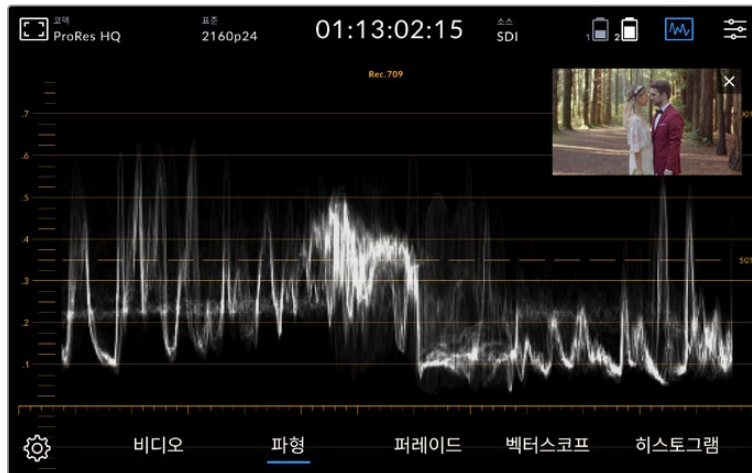 코덱
ProRes HQ
표준
2160p24
01:13:02:15
소스
SDI
1
2
Rec.709
.7
.6
.5
.4
50%
.3
.2
.1
비디오
파형
퍼레이드
벡터스코프
히스토그램